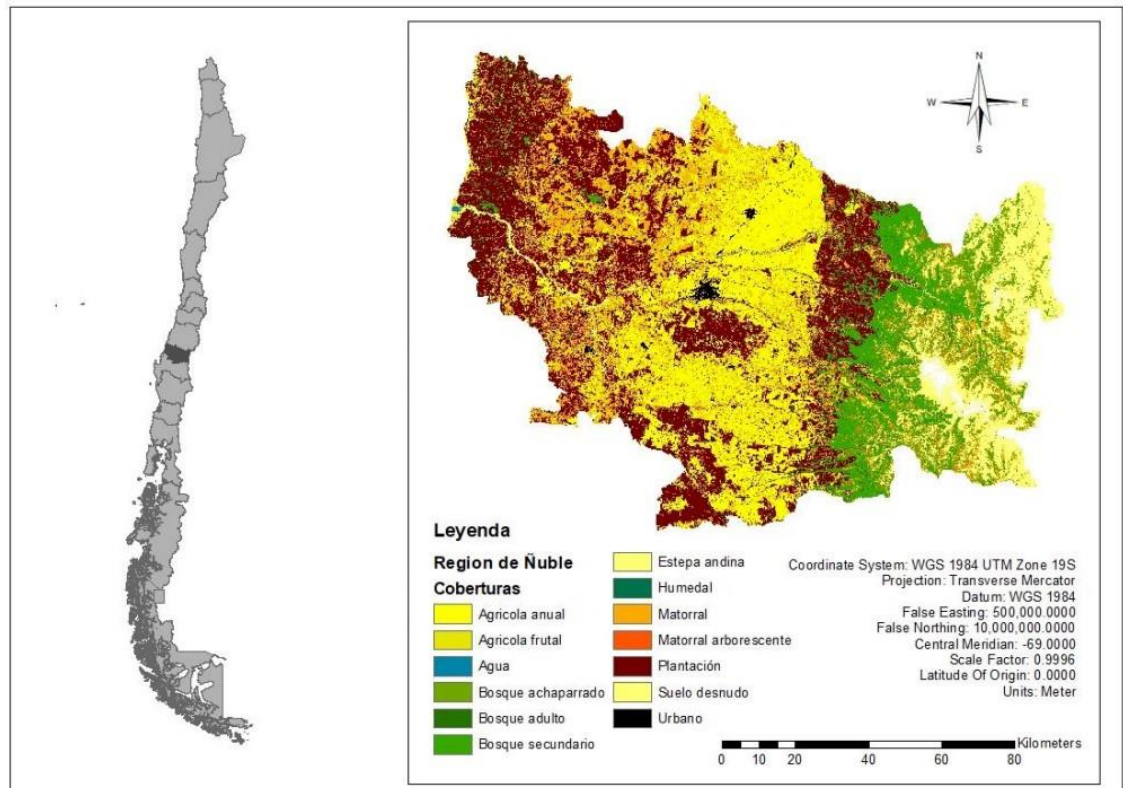 N
W E
S
Leyenda
Region de Ñuble
Coberturas
Agricola anual
Agricola frutal
Agua
Bosque achaparrado
Bosque adulto
Bosque secundario
Estepa andina
Humedal
Matorral
Matorral arborescente
Plantación
Suelo desnudo
Urbano
Coordinate System: WGS 1984 UTM Zone 19S
Projection: Transverse Mercator
Datum: WGS 1984
False Easting: 500,000.0000
False Northing: 10,000,000.0000
Central Meridian: -69.0000
Scale Factor: 0.9996
Latitude Of Origin: 0.0000
Units: Meter
Kilometers
0 10 20 40 60 80